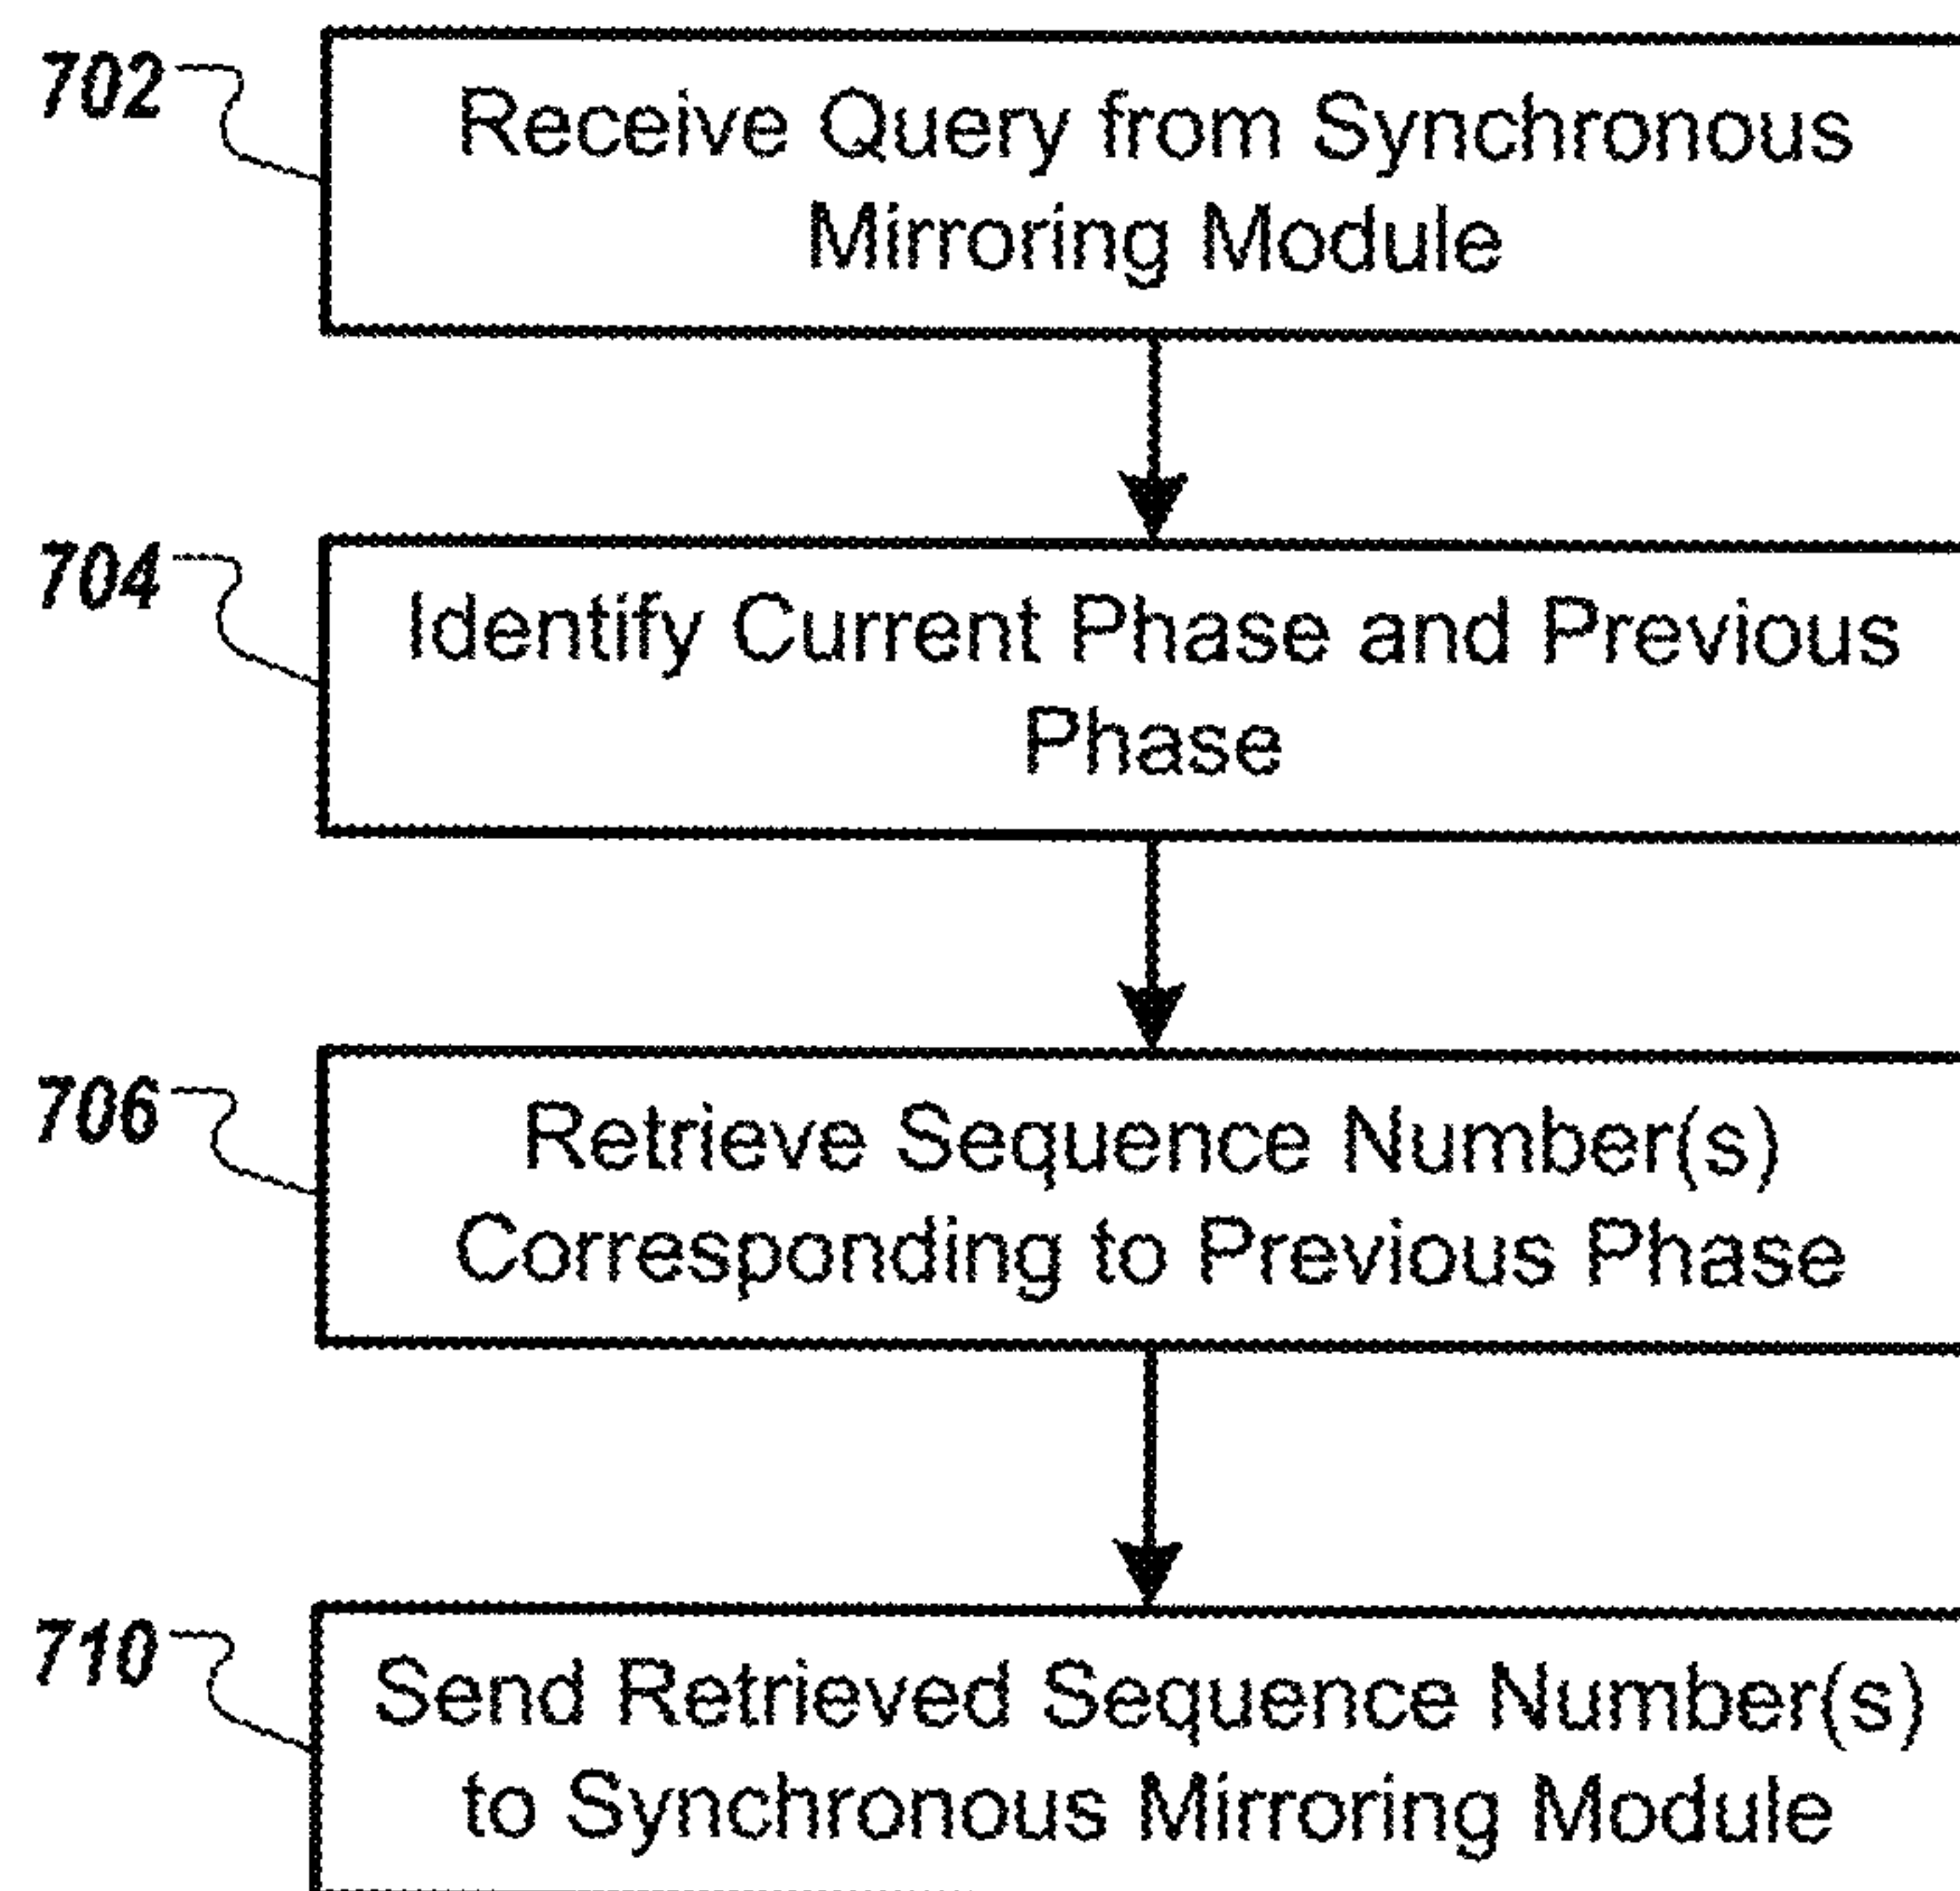 702
Receive Query from Synchronous
Mirroring Module
704
Identify Current Phase and Previous
Phase
706
Retrieve Sequence Number(s)
Corresponding to Previous Phase
710
Send Retrieved Sequence Number(s)
to Synchronous Mirroring Module